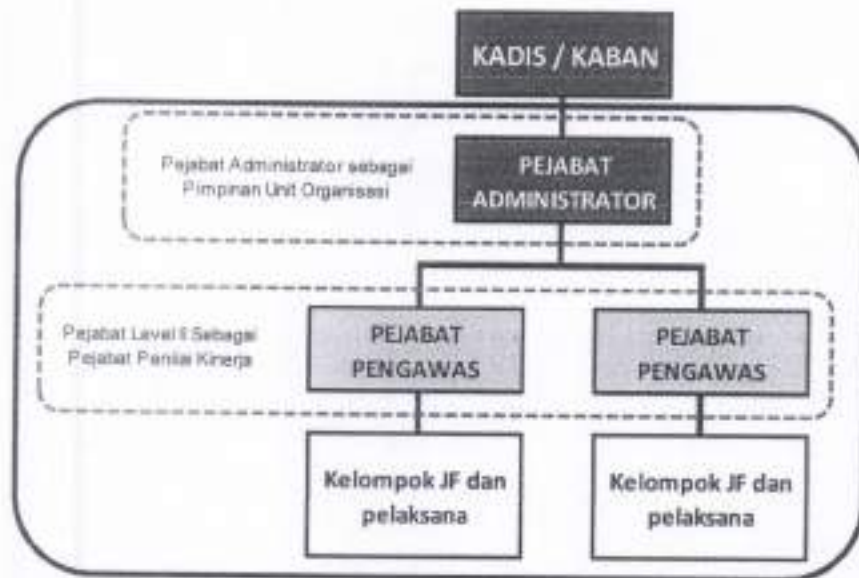 KADIS / KABAN
Pejabat Administrator sebagai
Pimpinan Unit Organisasi
PEJABAT
ADMINISTRATOR
Pejabat Level II Sebagai
Pejabat Penilai Kinerja
PEJABAT
PENGAWAS
PEJABAT
PENGAWAS
Kelompok JF dan
pelaksana
Kelompok JF dan
pelaksana